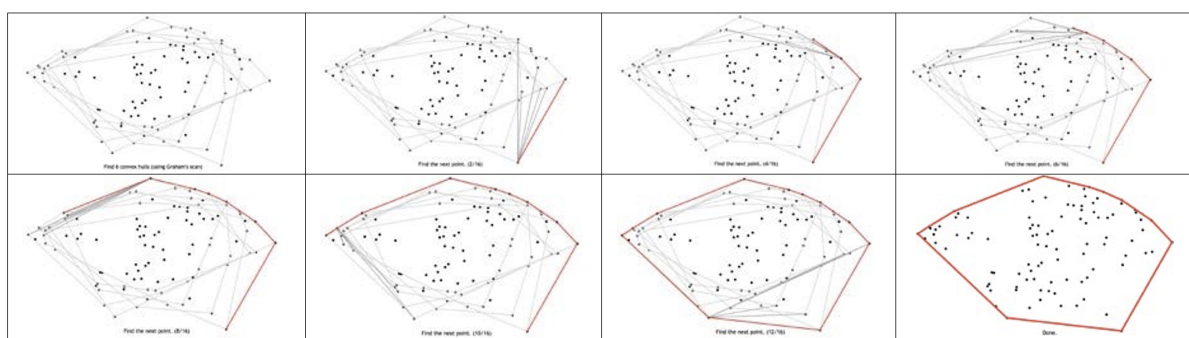 Find 6 convex hulls (using Graham's scan)
Find the next point. (2/16)
Find the next point. (4/16)
Find the next point. (6/16)
Find the next point. (8/16)
Find the next point. (10/16)
Find the next point. (12/16)
Done.